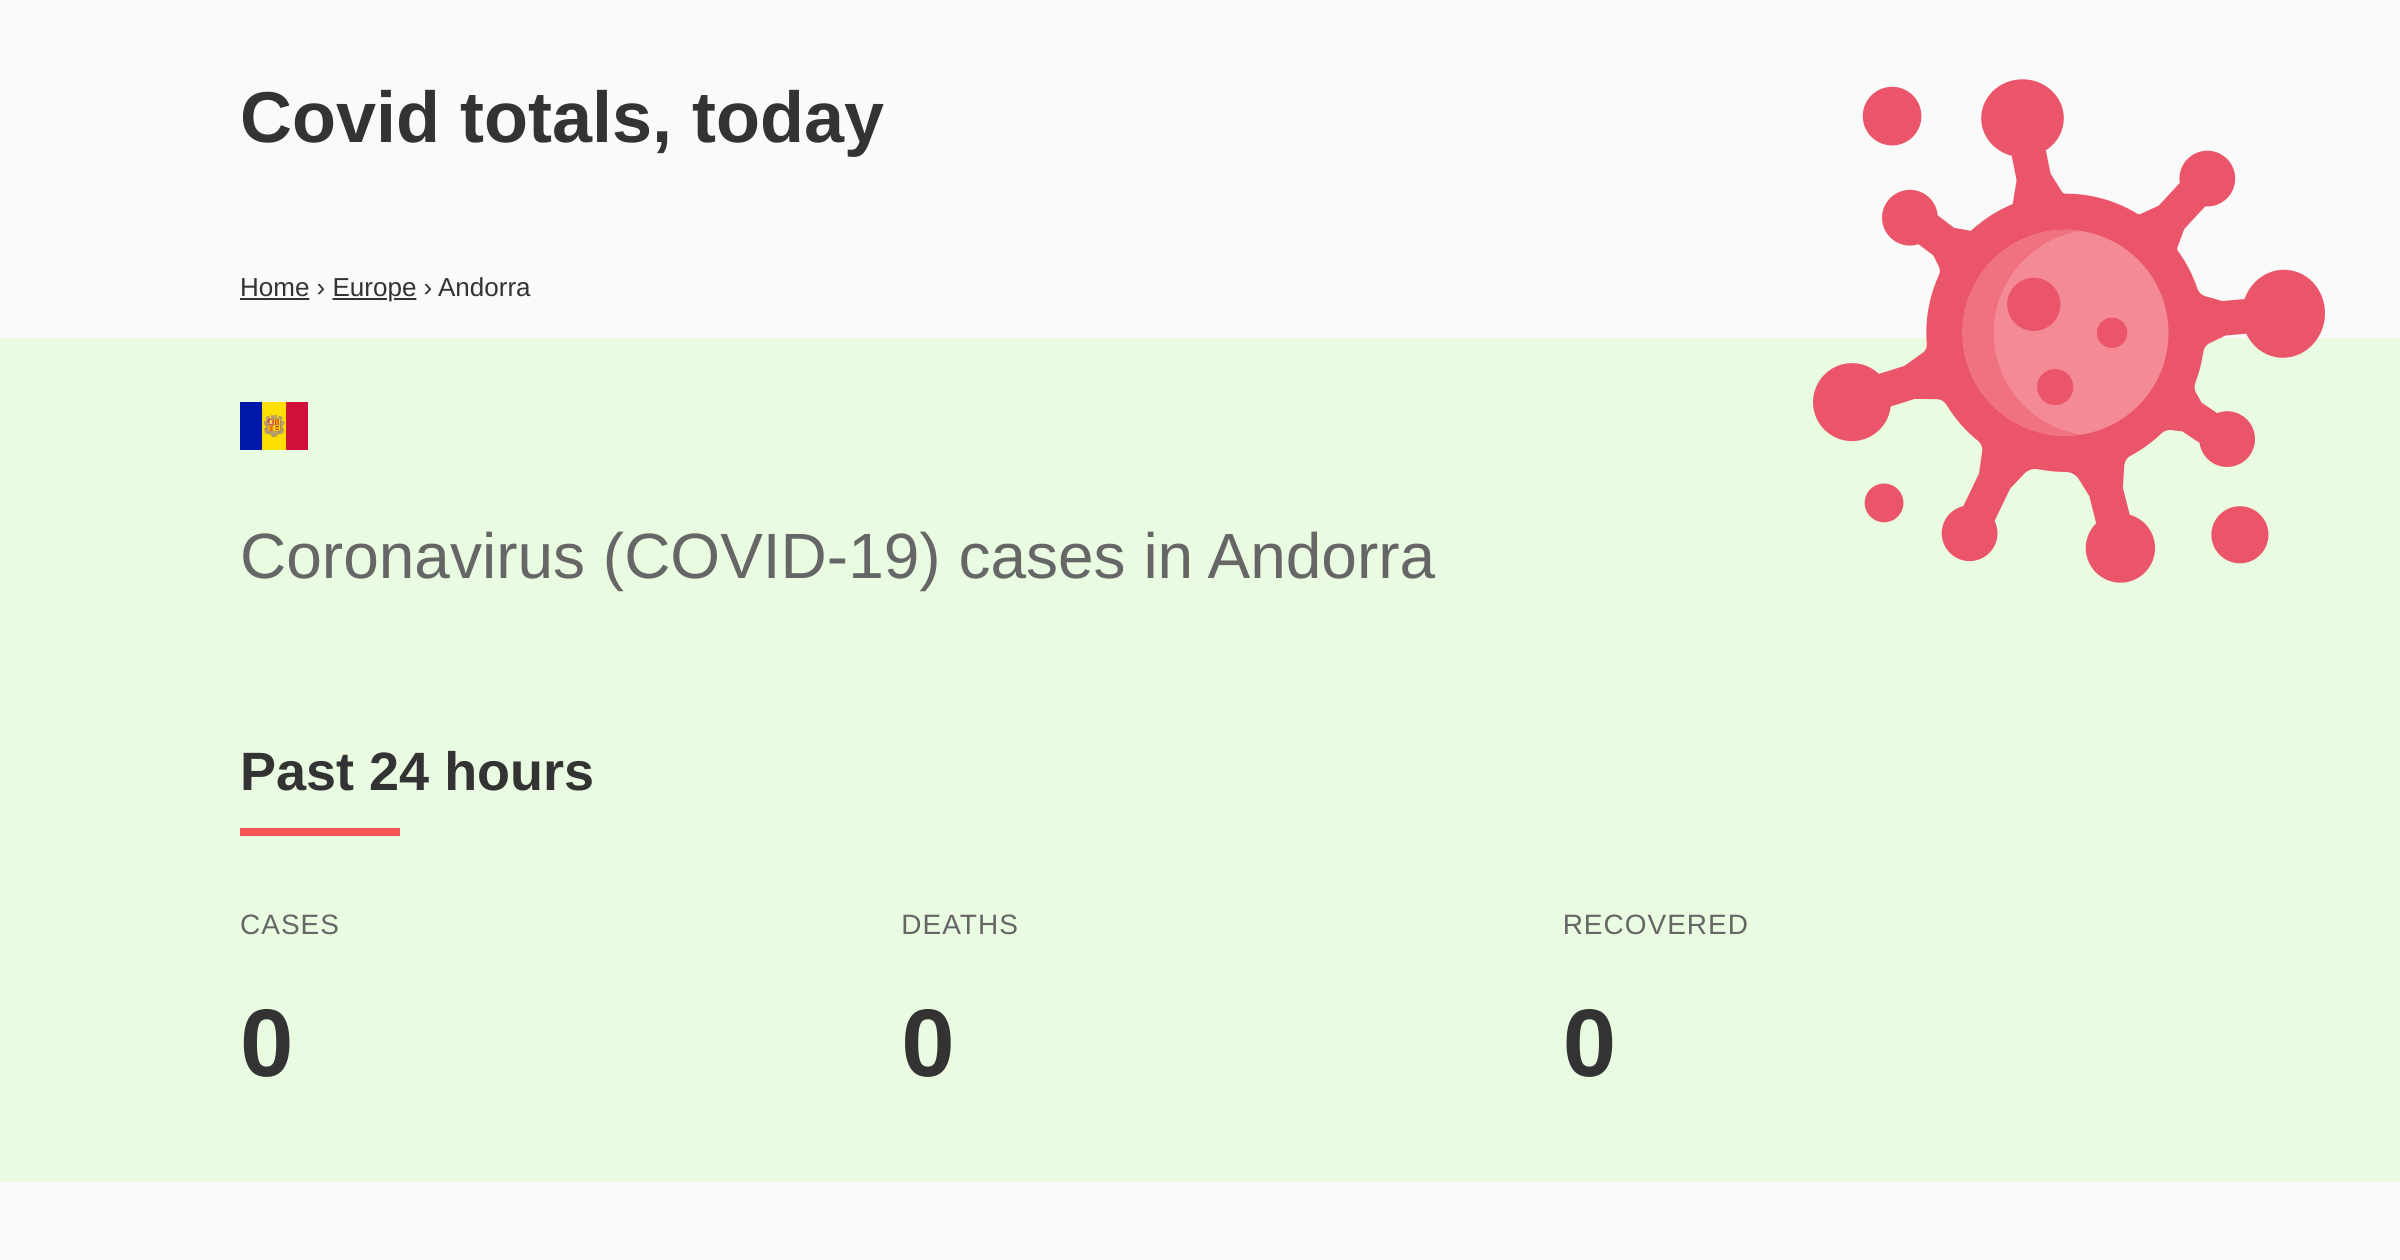 Covid totals, today
Home › Europe › Andorra
Coronavirus (COVID-19) cases in Andorra
Past 24 hours
CASES DEATHS RECOVERED
0 0 0